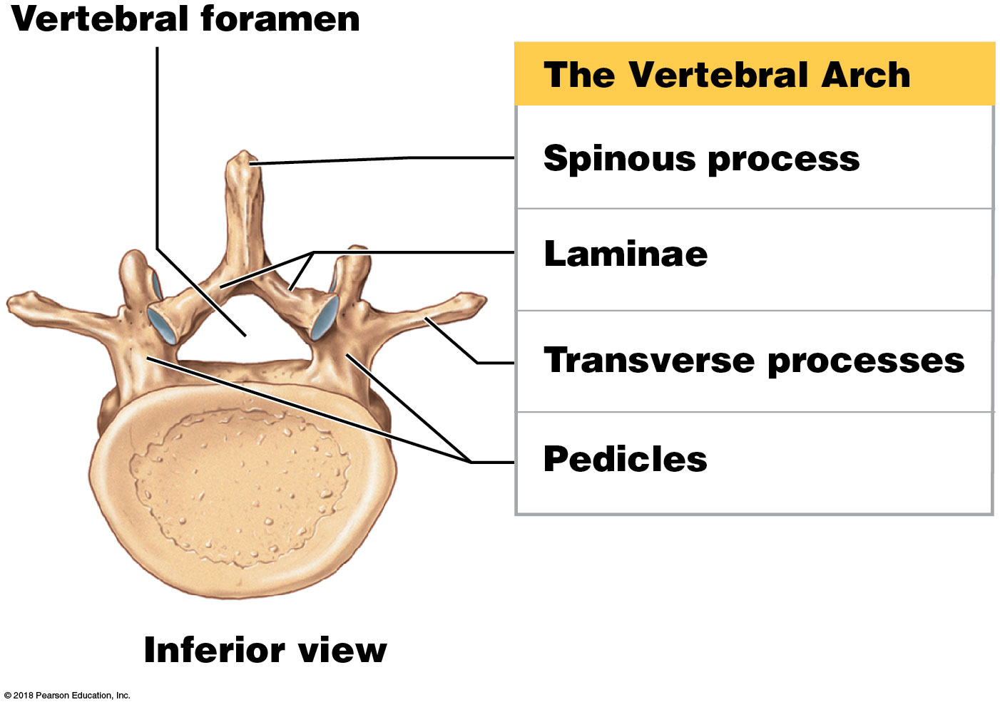 Vertebral foramen
The Vertebral Arch
Spinous process
Laminae
Transverse processes
Pedicles
Inferior view
© 2018 Pearson Education, Inc.